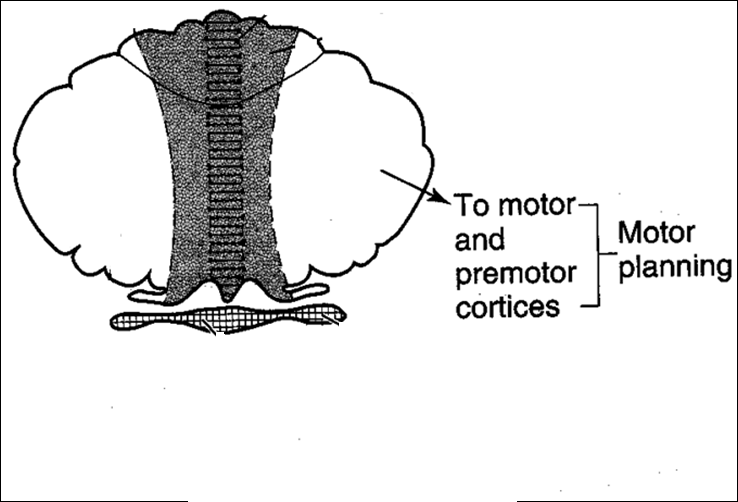 To motor
and
premotor
cortices
Motor
planning